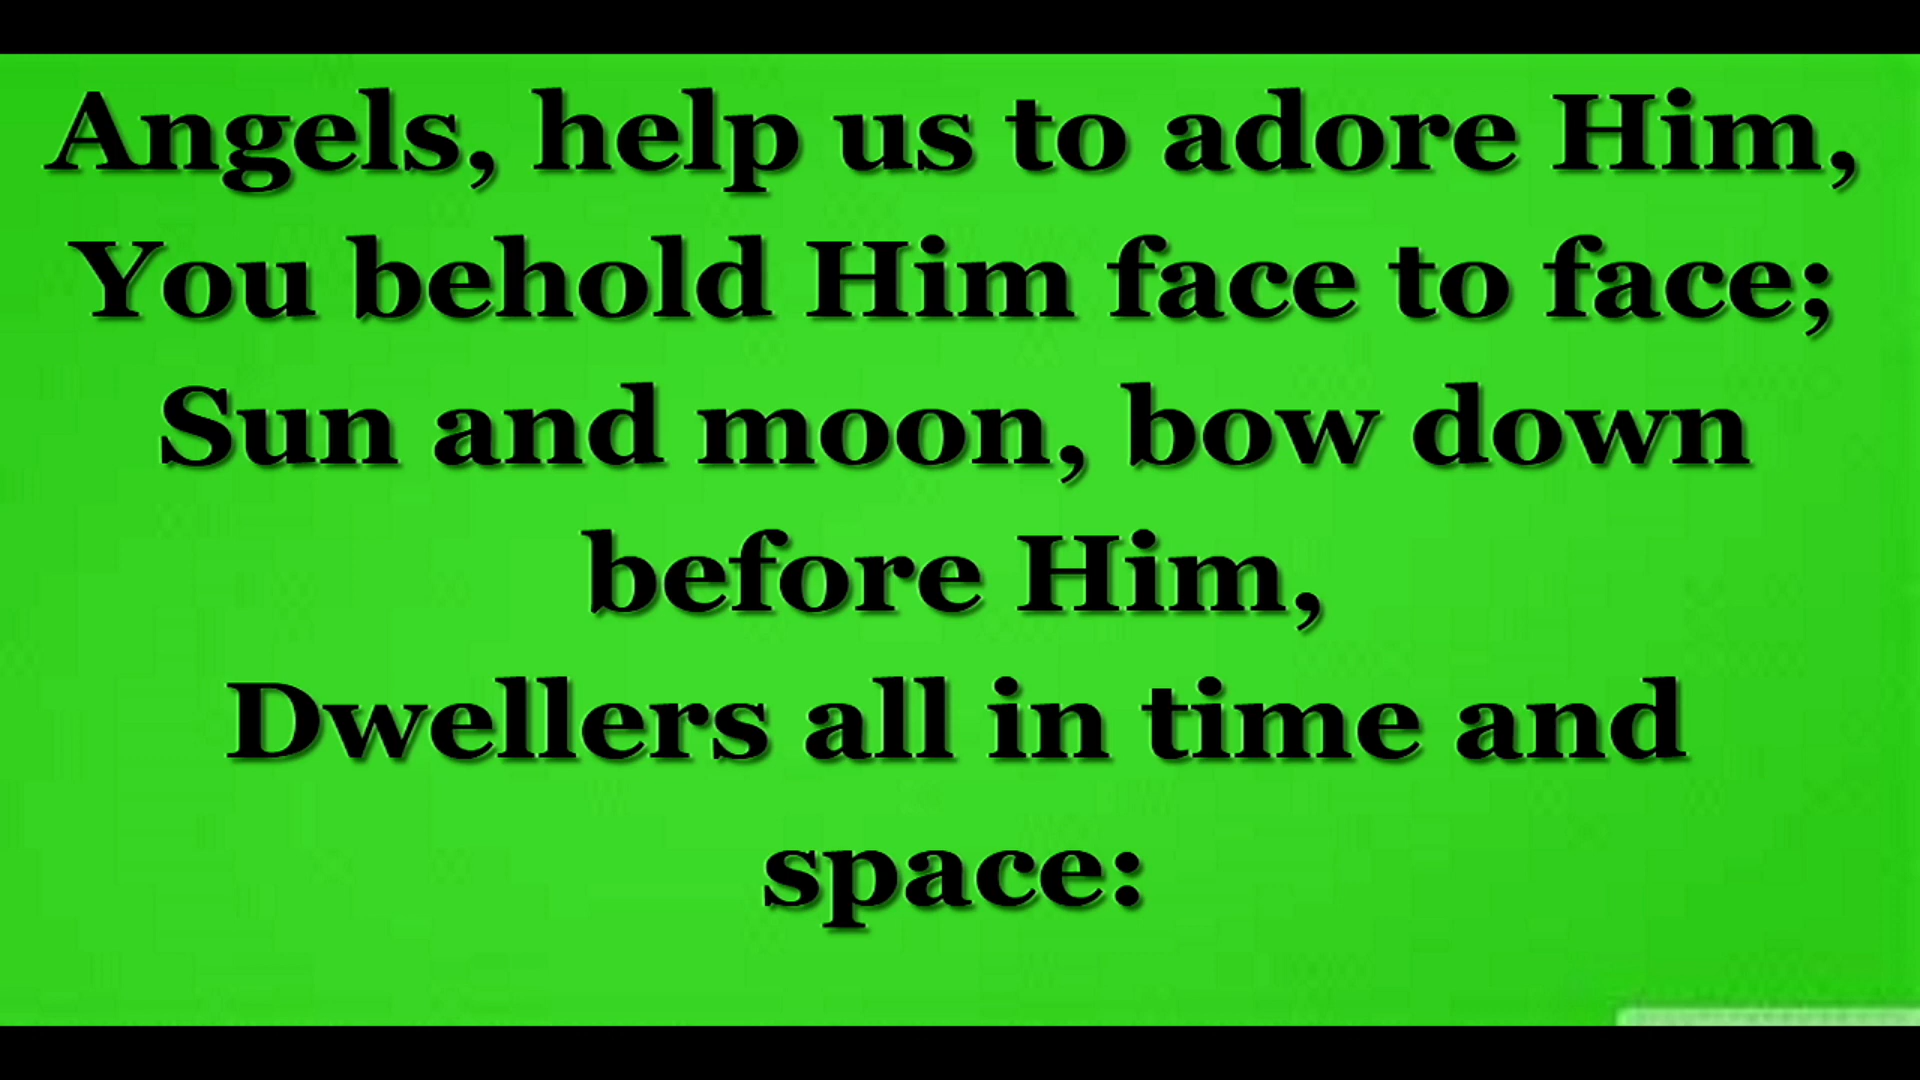 Angels, help us to adore Him,
You behold Him face to face;
Sun and moon, bow down
before Him,
Dwellers all in time and
space: